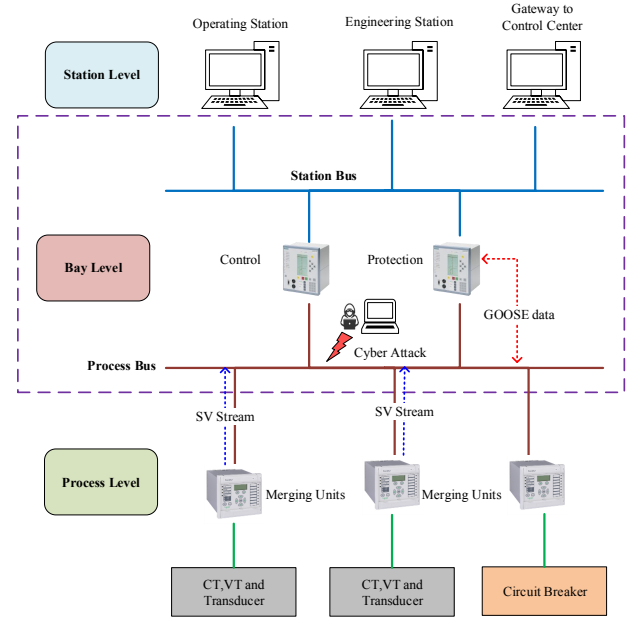 Operating Station
Engineering Station
Gateway to
Control Center
Station Level
Station Bus
Bay Level
Control
Protection
GOOSE data
Cyber Attack
Process Bus
SV Stream
SV Stream
Process Level
Merging Units
Merging Units
CT,VT and
Transducer
CT,VT and
Transducer
Circuit Breaker